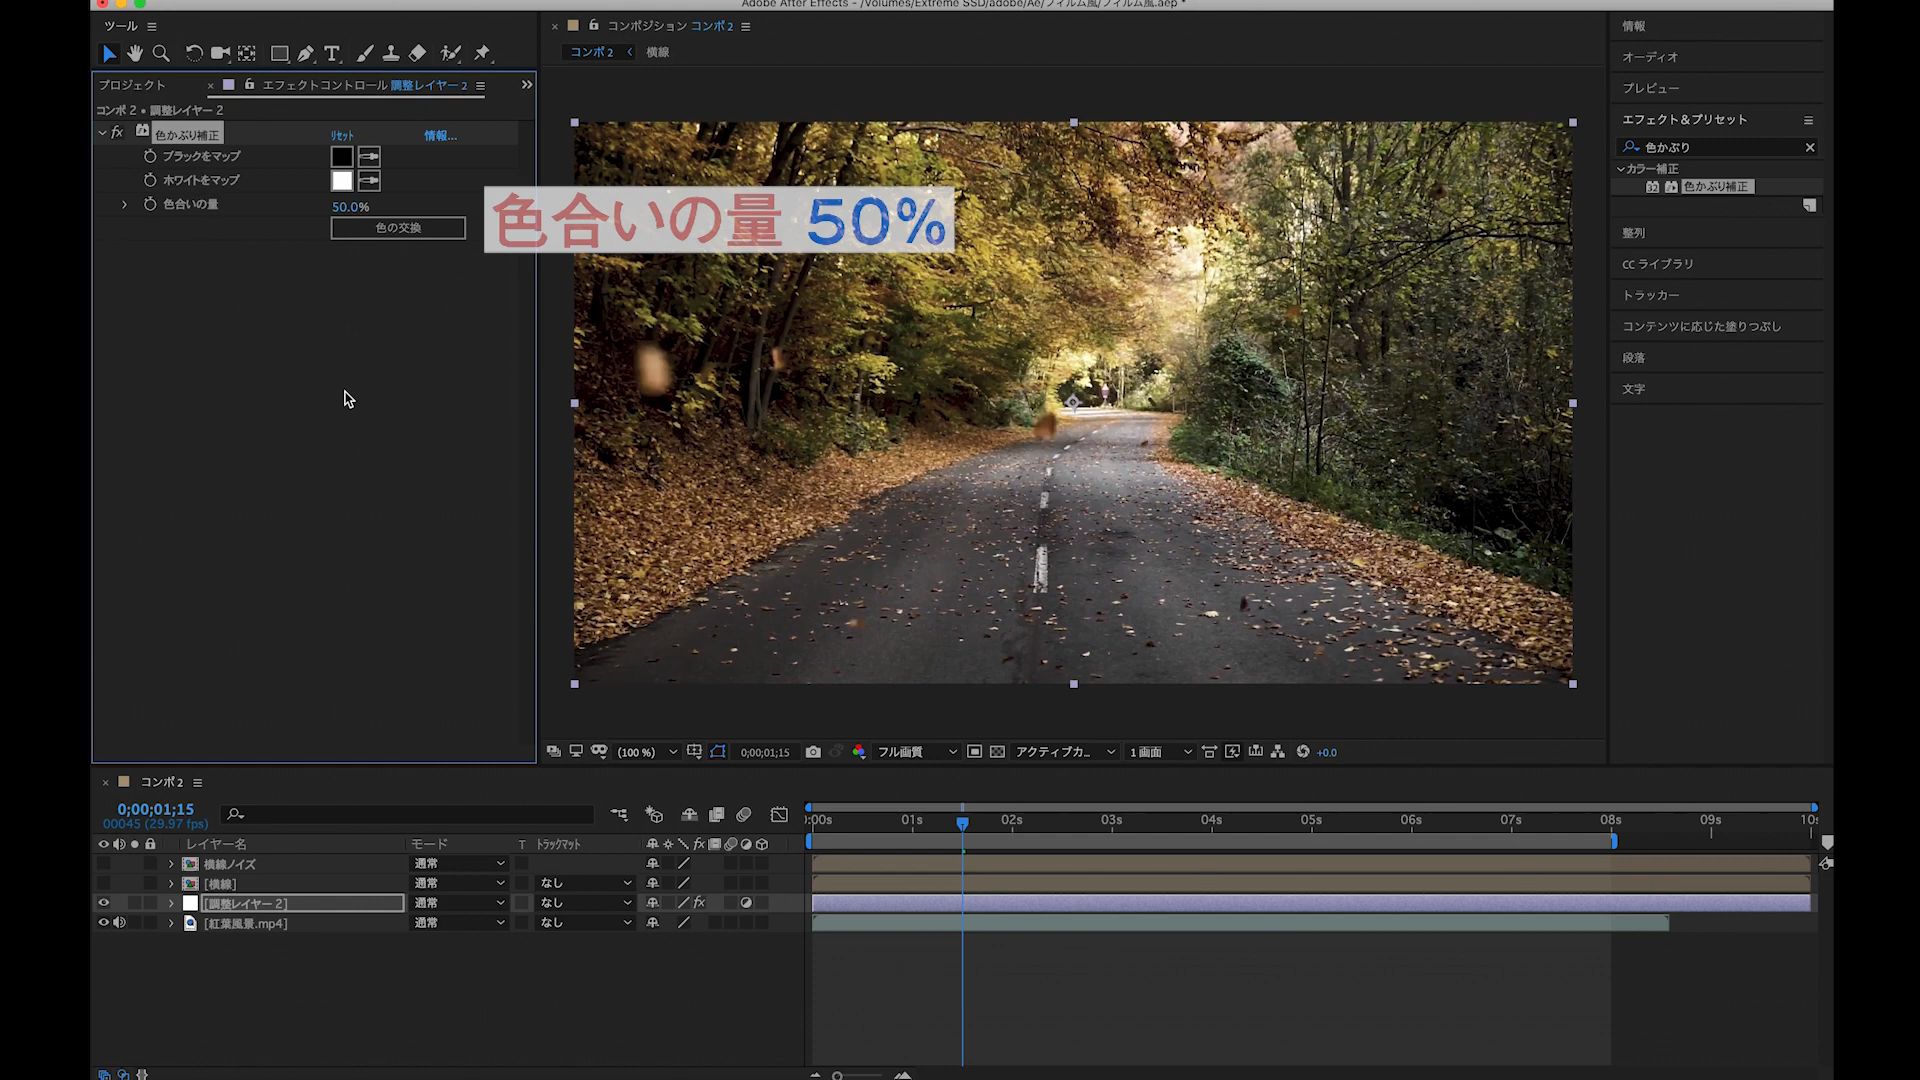 Adobe After Effects - /Volumes/Extreme SSD/adobe/Ae/フィルム風/フィルム風.aep *
ツール
プロジェクト
エフェクトコントロール 調整レイヤー 2
コンポ 2 • 調整レイヤー 2
fx 色かぶり補正 リセット 情報...
ブラックをマップ
ホワイトをマップ
色合いの量 50.0%
色の交換
色合いの量 50%
コンポジション コンポ 2
コンポ 2 横線
(100 %) 0;00;01;15 フル画質 アクティブカ... 1 画面 +0.0
情報
オーディオ
プレビュー
エフェクト＆プリセット
色かぶり
カラー補正
32 色かぶり補正
整列
CC ライブラリ
トラッカー
コンテンツに応じた塗りつぶし
段落
文字
コンポ 2
0;00;01;15
00045 (29.97 fps)
レイヤー名 モード T トラックマット fx
:00s 01s 02s 03s 04s 05s 06s 07s 08s 09s 10s
横線ノイズ 通常
[横線] 通常 なし
[調整レイヤー 2] 通常 なし fx
[紅葉風景.mp4] 通常 なし